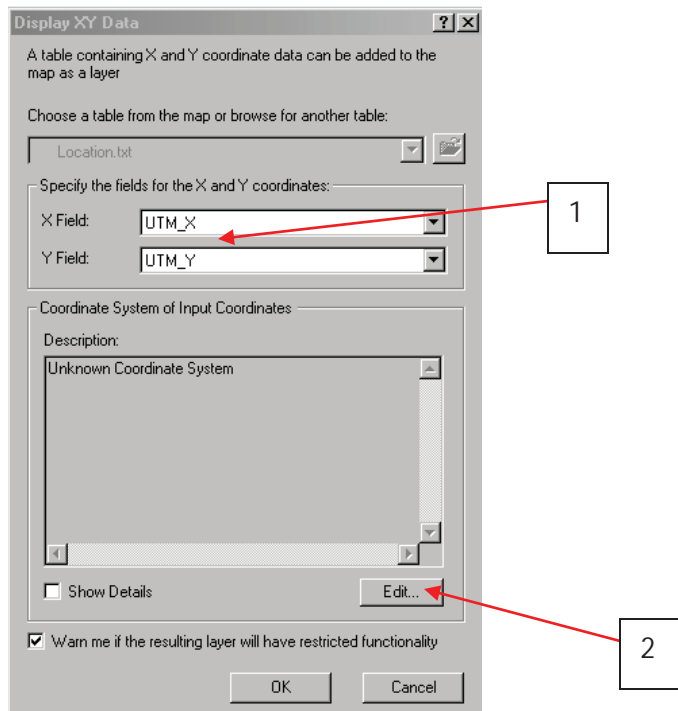 Display XY Data
A table containing X and Y coordinate data can be added to the
map as a layer
Choose a table from the map or browse for another table:
Location.txt
Specify the fields for the X and Y coordinates:
X Field:
UTM_X
1
Y Field:
UTM_Y
Coordinate System of Input Coordinates
Description:
Unknown Coordinate System
Show Details
Edit...
Warn me if the resulting layer will have restricted functionality
2
OK
Cancel